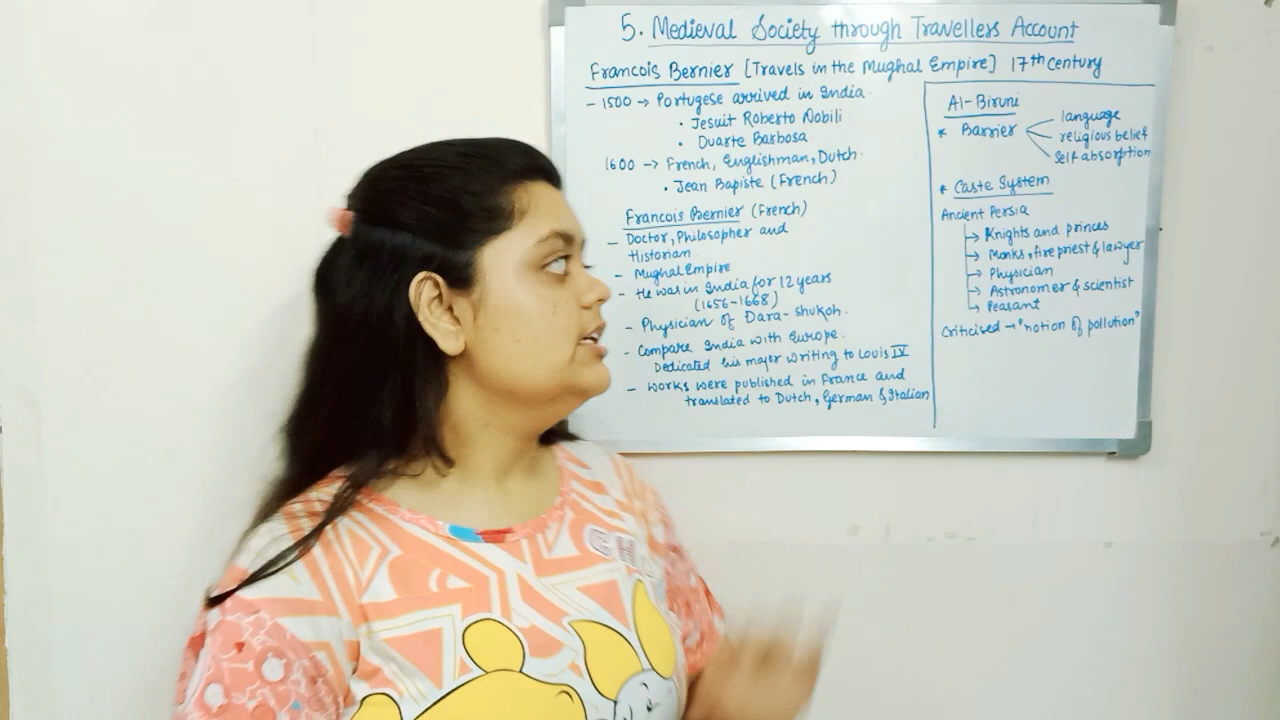 5. Medieval Society through Travellers Account
Francois Bernier [Travels in the Mughal Empire] 17th Century
- 1500 → Portugese arrived in India.
• Jesuit Roberto Nobili
• Duarte Barbosa
1600 → French, Englishman, Dutch.
• Jean Bapiste (French)
Francois Bernier (French)
- Doctor, Philosopher and
Historian
- Mughal Empire
- He was in India for 12 years
(1656-1668)
- Physician of Dara-Shukoh.
- Compare India with Europe.
Dedicated his major writing to Louis IV
- Works were published in France and
translated to Dutch, German & Italian
Al-Biruni
* Barrier
language
religious belief
Self absorption
* Caste System
Ancient Persia
→ Knights and princes
→ Monks, fire priest & lawyer
→ Physician
→ Astronomer & scientist
→ Peasant
Criticised → "notion of pollution"